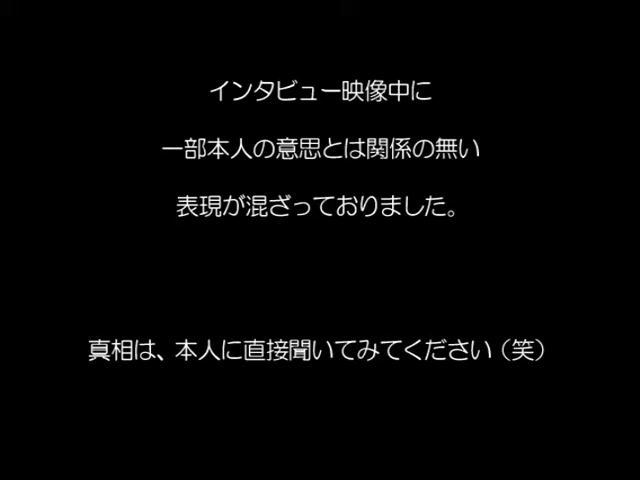 インタビュー映像中に
一部本人の意思とは関係の無い
表現が混ざっておりました。
真相は、本人に直接聞いてみてください（笑）